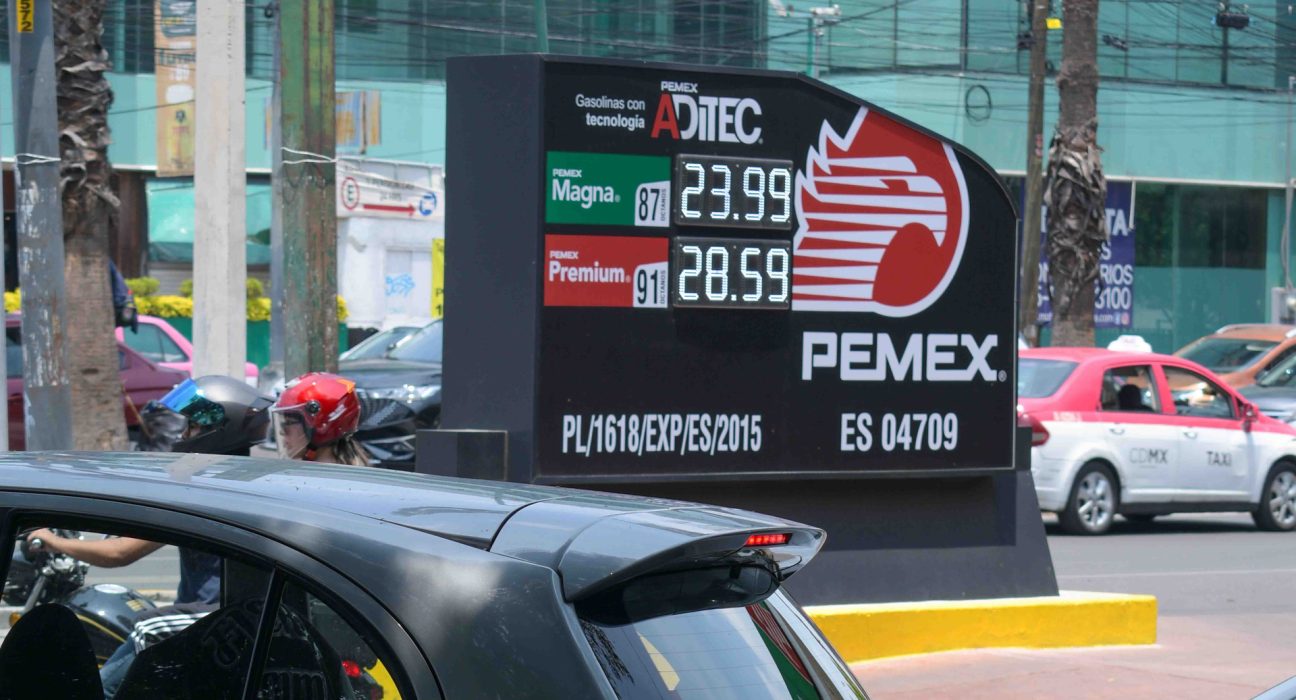 572
PEMEX
Gasolinas con
tecnología
ADiTEC
PEMEX
Magna
87
OCTANOS
23.99
PEMEX
Premium
91
OCTANOS
28.59
PEMEX
PL/1618/EXP/ES/2015
ES 04709
E
CDMX
TAXI